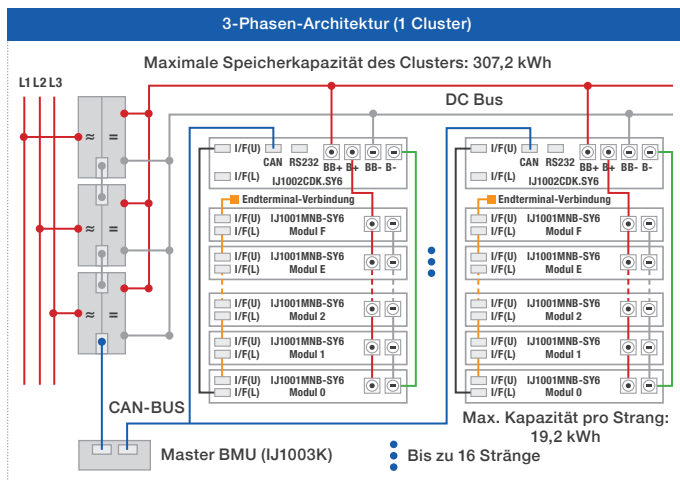 3-Phasen-Architektur (1 Cluster)
Maximale Speicherkapazität des Clusters: 307,2 kWh
L1 L2 L3
DC Bus
≈ =
≈ =
≈ =
I/F(U)
CAN RS232 BB+ B+ BB- B-
I/F(L)
IJ1002CDK.SY6
Endterminal-Verbindung
I/F(U) IJ1001MNB-SY6
I/F(L) Modul F
I/F(U) IJ1001MNB-SY6
I/F(L) Modul E
I/F(U) IJ1001MNB-SY6
I/F(L) Modul 2
I/F(U) IJ1001MNB-SY6
I/F(L) Modul 1
I/F(U) IJ1001MNB-SY6
I/F(L) Modul 0
I/F(U)
CAN RS232 BB+ B+ BB- B-
I/F(L)
IJ1002CDK.SY6
Endterminal-Verbindung
I/F(U) IJ1001MNB-SY6
I/F(L) Modul F
I/F(U) IJ1001MNB-SY6
I/F(L) Modul E
I/F(U) IJ1001MNB-SY6
I/F(L) Modul 2
I/F(U) IJ1001MNB-SY6
I/F(L) Modul 1
I/F(U) IJ1001MNB-SY6
I/F(L) Modul 0
CAN-BUS
Max. Kapazität pro Strang:
19,2 kWh
Master BMU (IJ1003K)
Bis zu 16 Stränge